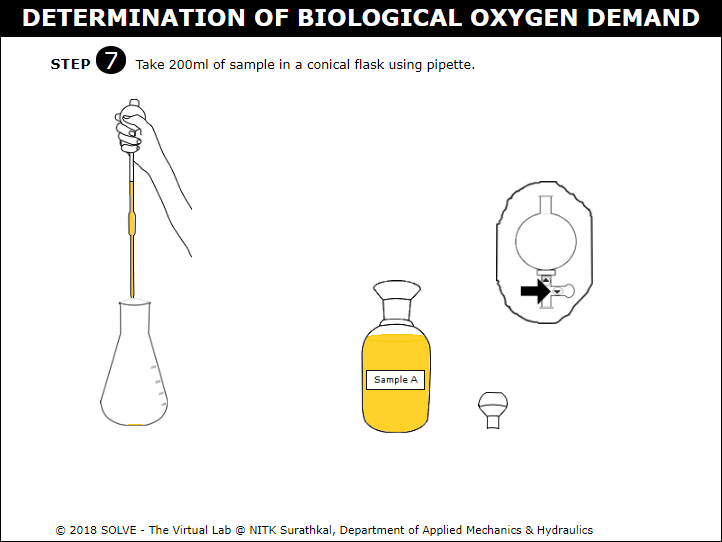 DETERMINATION OF BIOLOGICAL OXYGEN DEMAND
STEP 7 Take 200ml of sample in a conical flask using pipette.
Sample A
© 2018 SOLVE - The Virtual Lab @ NITK Surathkal, Department of Applied Mechanics & Hydraulics